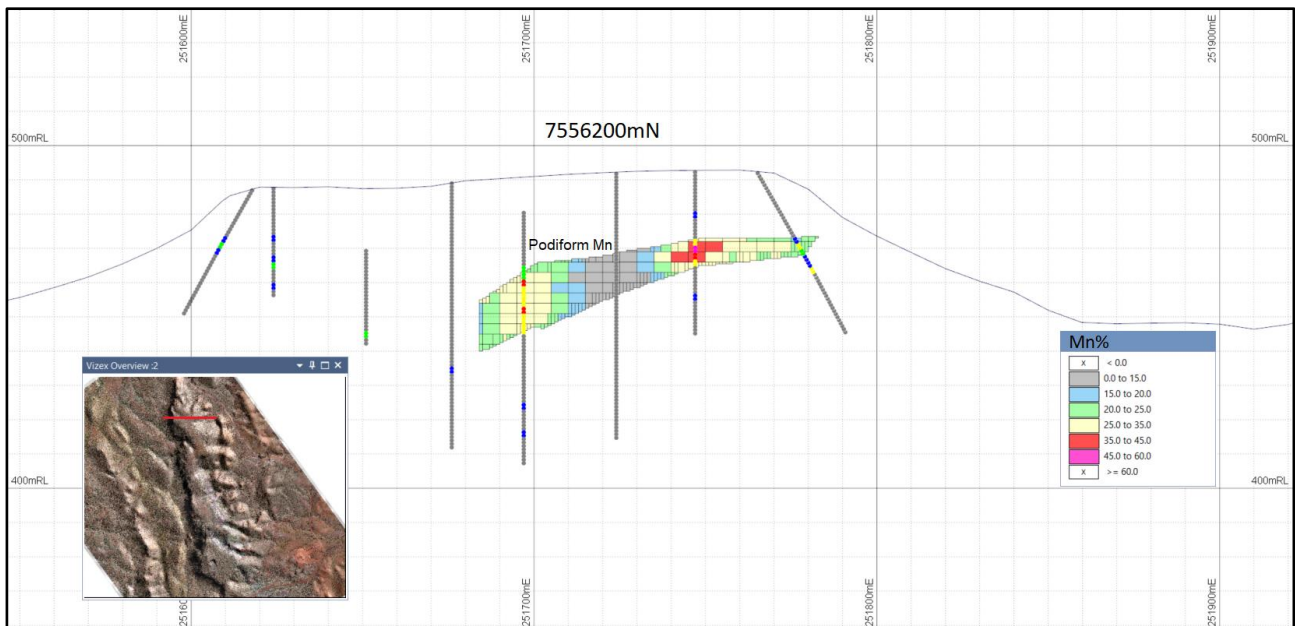 251600mE
251700mE
251800mE
251900mE
7556200mN
500mRL
500mRL
Podiform Mn
Mn%
x < 0.0
0.0 to 15.0
15.0 to 20.0
20.0 to 25.0
25.0 to 35.0
35.0 to 45.0
45.0 to 60.0
x >= 60.0
Vizex Overview :2
400mRL
400mRL
25160
251700mE
251800mE
251900mE